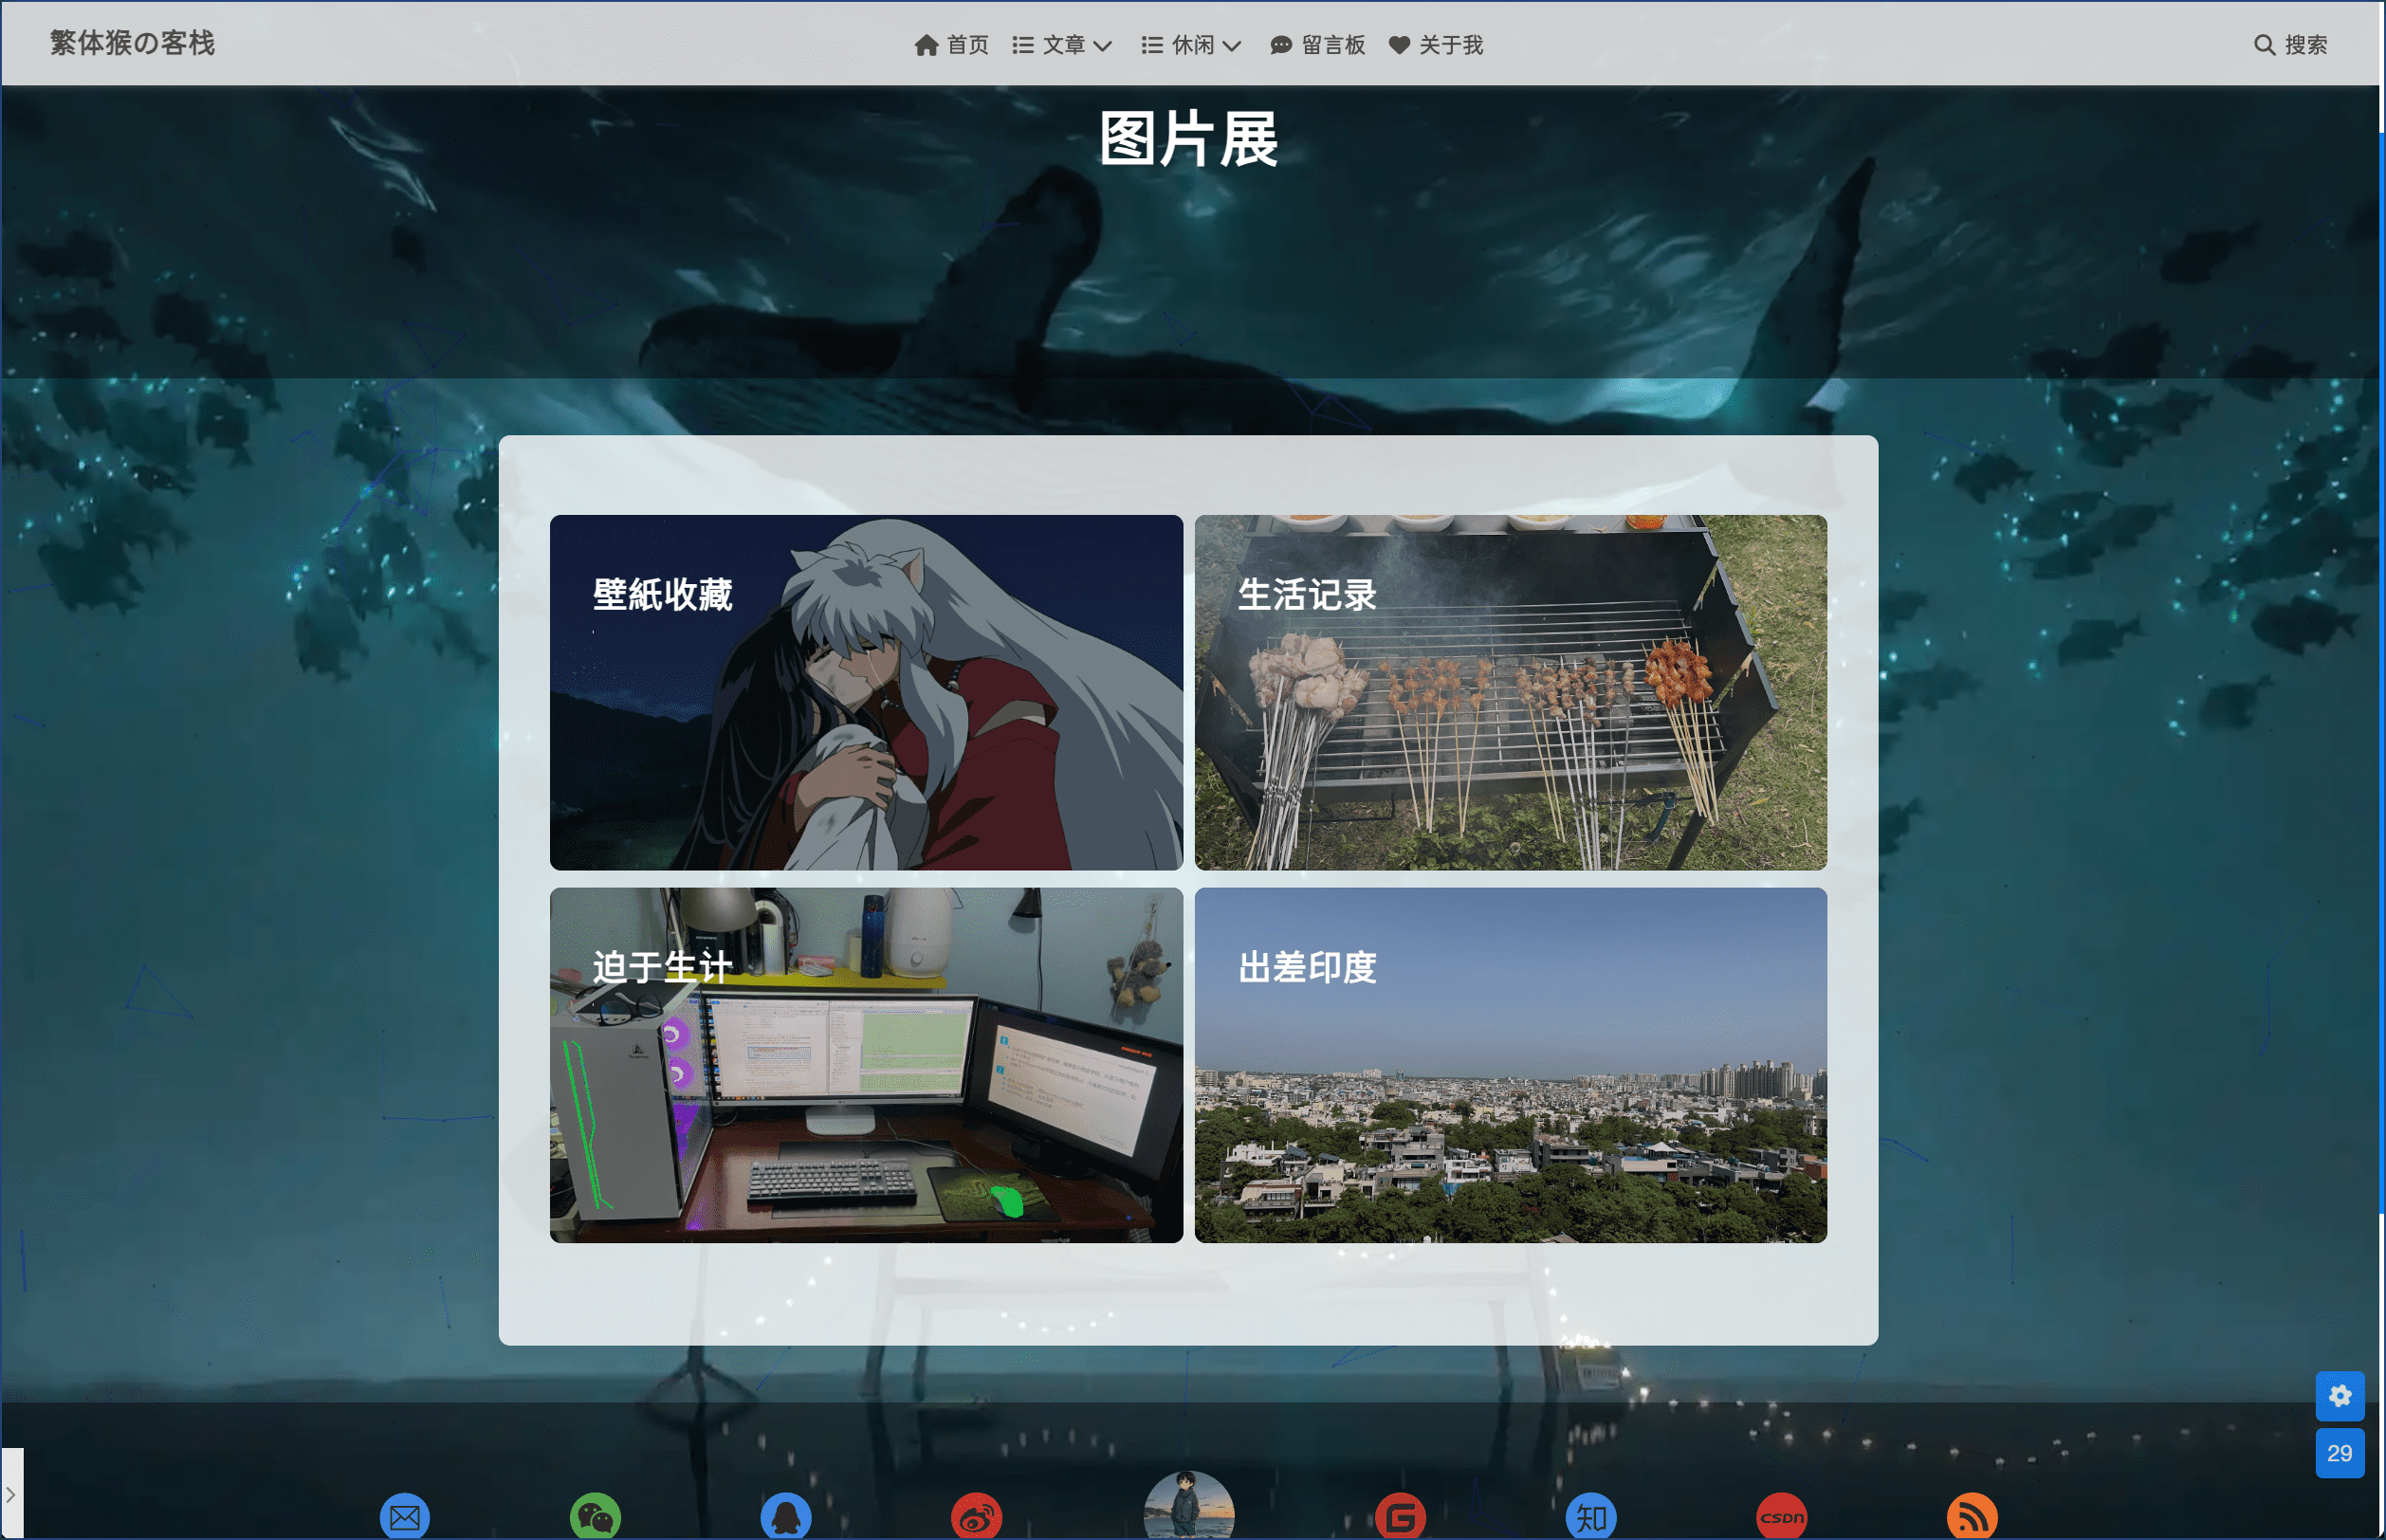 繁体猴の客栈
首页 文章 休闲 留言板 关于我
搜索
图片展
壁紙收藏
生活记录
迫于生计
出差印度
29
知
CSDN